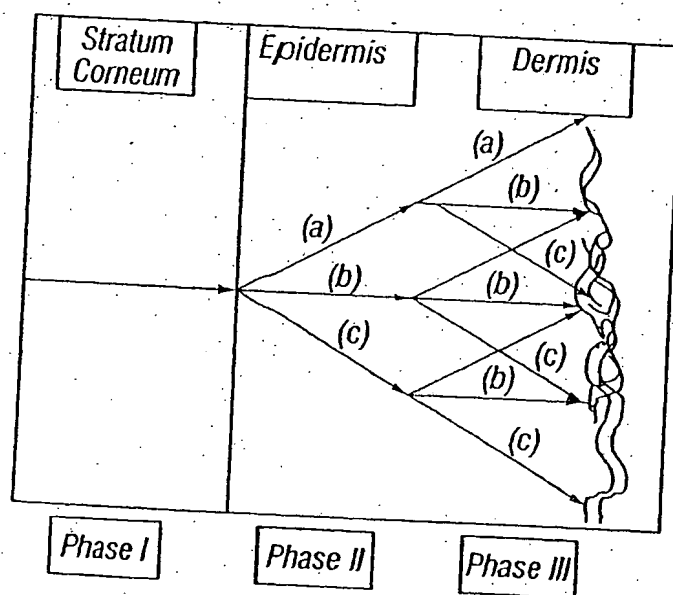 Stratum
Corneum
Epidermis
Dermis
(a)
(b)
(a)
(c)
(b)
(b)
(c)
(c)
(b)
(c)
Phase I
Phase II
Phase III